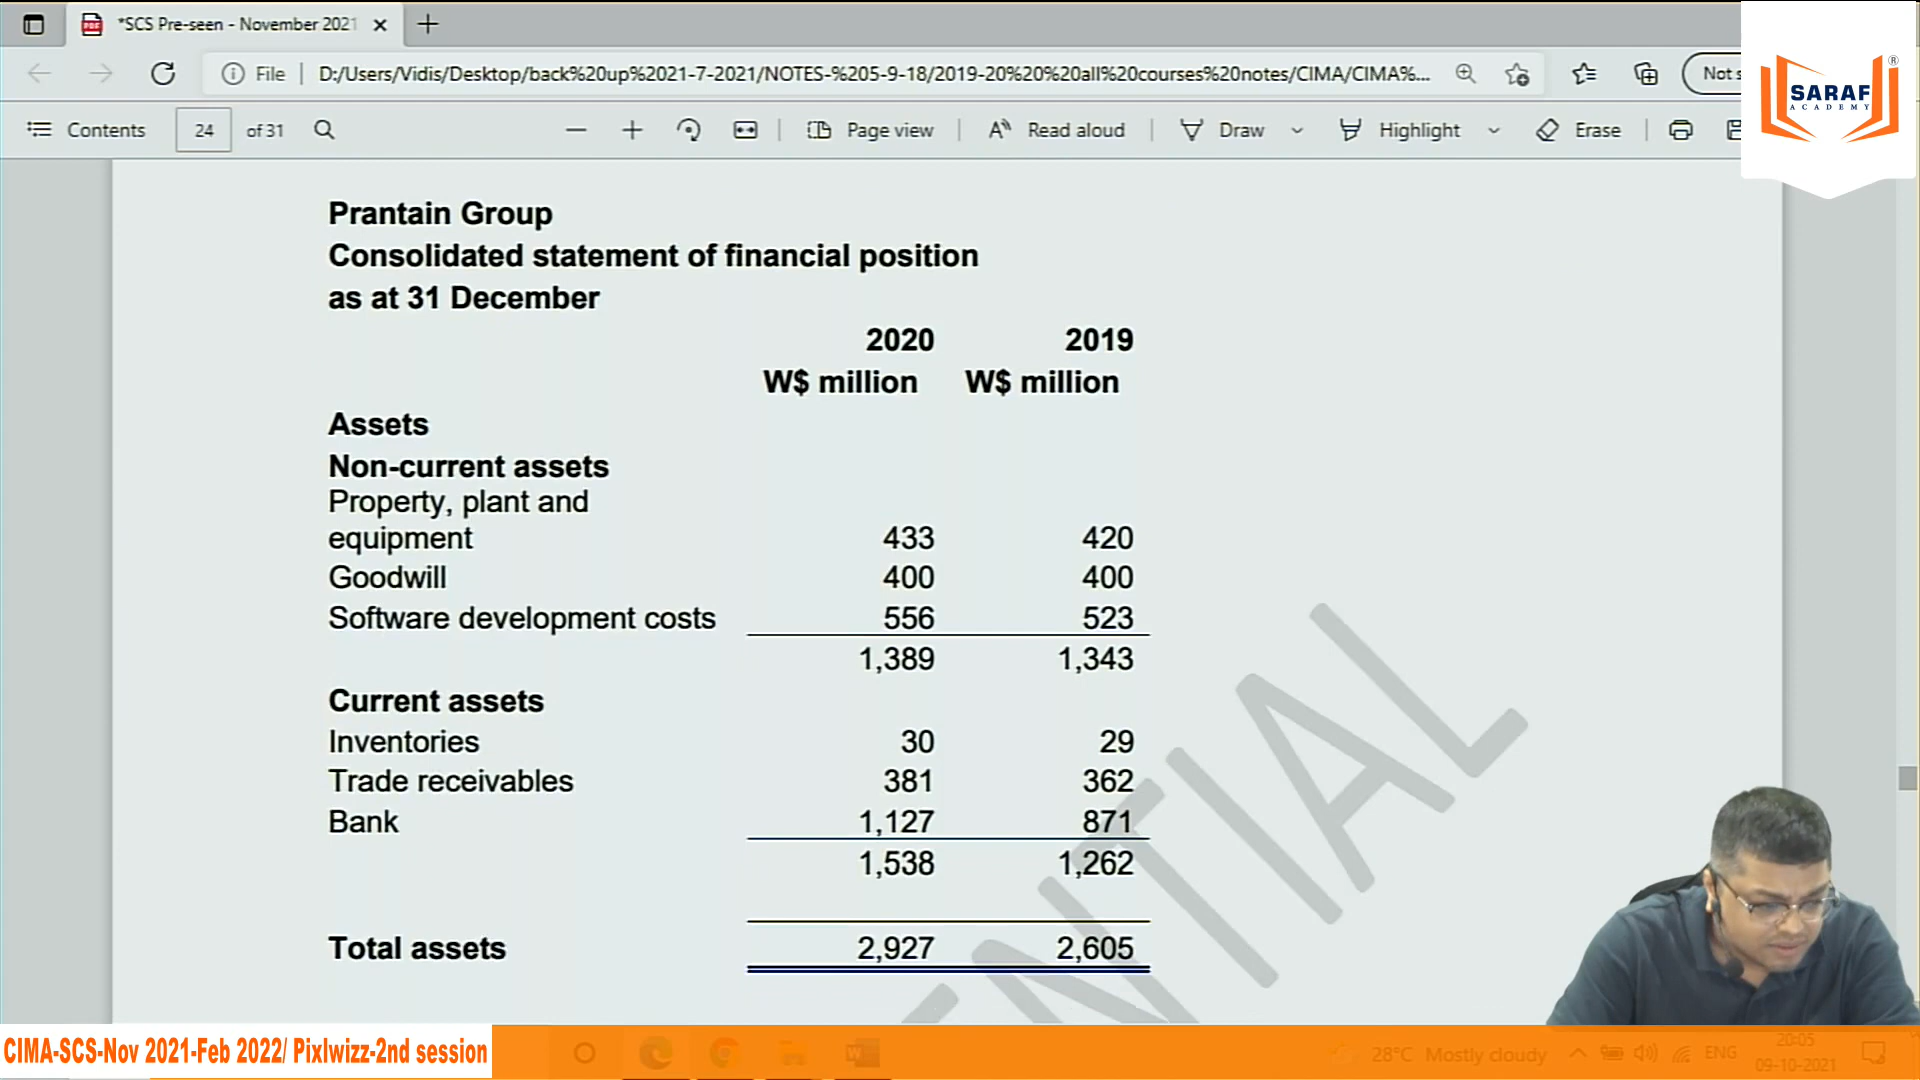 *SCS Pre-seen - November 2021
File D:/Users/Vidis/Desktop/back%20up%2021-7-2021/NOTES-%205-9-18/2019-20%20%20all%20courses%20notes/CIMA/CIMA%... Not s
SARAF
ACADEMY
®
Contents 24 of 31 Page view Read aloud Draw Highlight Erase
Prantain Group
Consolidated statement of financial position
as at 31 December
2020 2019
W$ million W$ million
Assets
Non-current assets
Property, plant and
equipment 433 420
Goodwill 400 400
Software development costs 556 523
1,389 1,343
Current assets
Inventories 30 29
Trade receivables 381 362
Bank 1,127 871
1,538 1,262
Total assets 2,927 2,605
NTIAL
CIMA-SCS-Nov 2021-Feb 2022/ Pixlwizz-2nd session
28°C Mostly cloudy ENG
20:05
09-10-2021